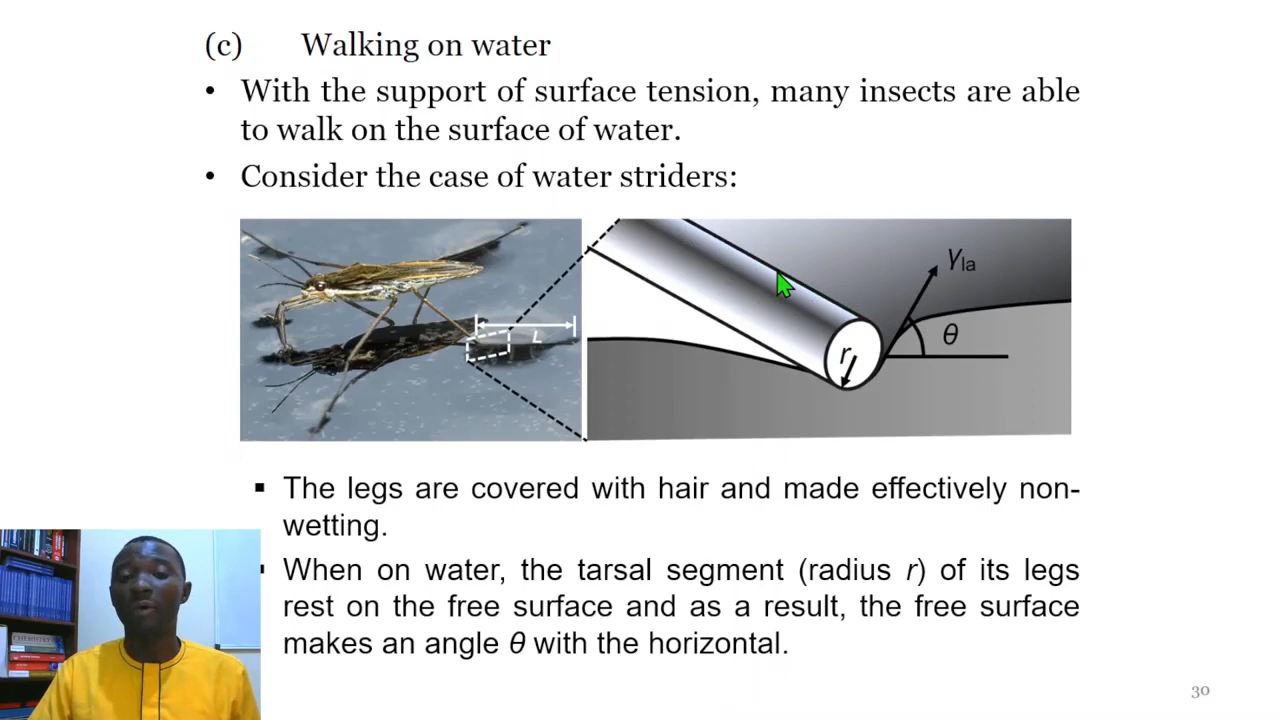 (c) Walking on water
• With the support of surface tension, many insects are able
to walk on the surface of water.
• Consider the case of water striders:
γla
θ
r
L
▪ The legs are covered with hair and made effectively non-
wetting.
▪ When on water, the tarsal segment (radius r) of its legs
rest on the free surface and as a result, the free surface
makes an angle θ with the horizontal.
30